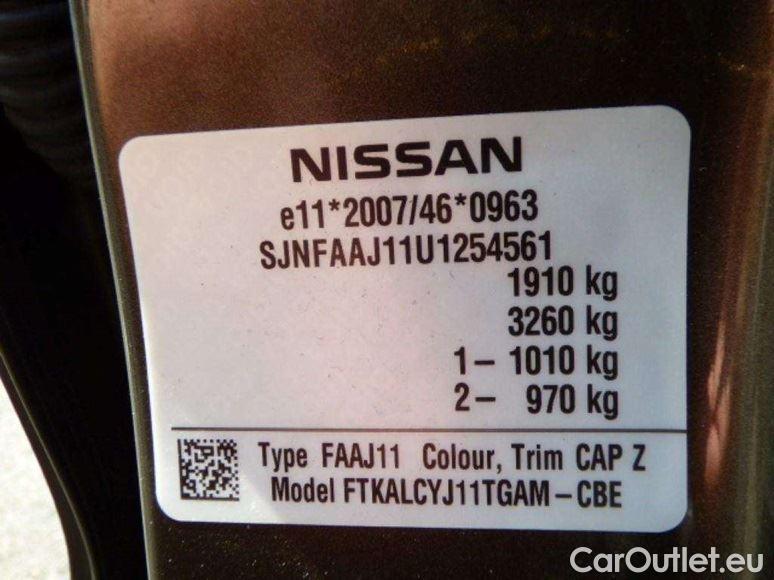 NISSAN
e11*2007/46*0963
SJNFAAJ11U1254561
1910 kg
3260 kg
1– 1010 kg
2– 970 kg
Type FAAJ11 Colour, Trim CAP Z
Model FTKALCYJ11TGAM–CBE
CarOutlet.eu